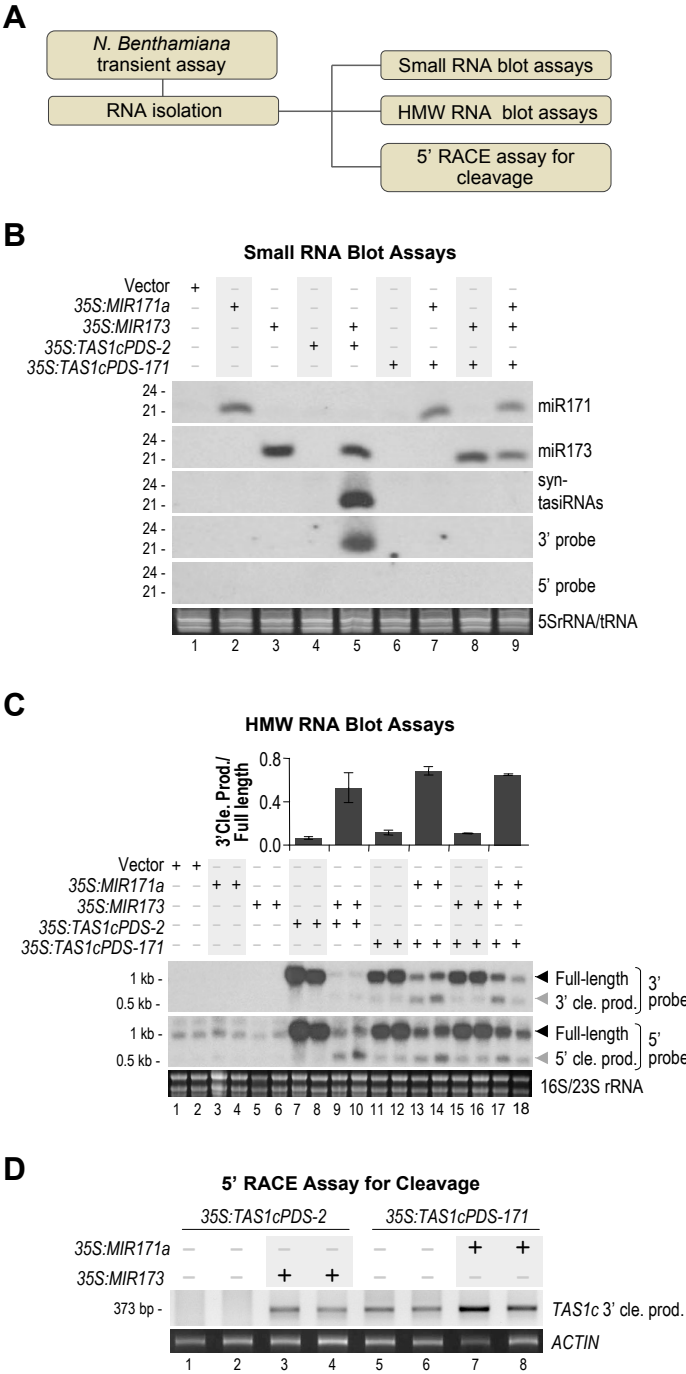 A
N. Benthamiana
transient assay
RNA isolation
Small RNA blot assays
HMW RNA blot assays
5’ RACE assay for
cleavage
B
Small RNA Blot Assays
Vector + – – – – – – – –
35S:MIR171a – + – – – – + – +
35S:MIR173 – – + – + – – + +
35S:TAS1cPDS-2 – – – + + – – – –
35S:TAS1cPDS-171 – – – – – + + + +
24 -
21 -
miR171
24 -
21 -
miR173
24 -
21 -
syn-
tasiRNAs
24 -
21 -
3’ probe
24 -
21 -
5’ probe
5SrRNA/tRNA
1 2 3 4 5 6 7 8 9
C
HMW RNA Blot Assays
3’Cle. Prod./
Full length
0.8
0.4
0.0
Vector + + – – – – – – – – – – – – – – – –
35S:MIR171a – – + + – – – – – – – – + + – – + +
35S:MIR173 – – – – + + – – + + – – – – + + + +
35S:TAS1cPDS-2 – – – – – – + + + + – – – – – – – –
35S:TAS1cPDS-171 – – – – – – – – – – + + + + + + + +
1 kb -
0.5 kb -
Full-length
3’ cle. prod.
3’
probe
1 kb -
0.5 kb -
Full-length
5’ cle. prod.
5’
probe
16S/23S rRNA
1 2 3 4 5 6 7 8 9 10 11 12 13 14 15 16 17 18
D
5’ RACE Assay for Cleavage
35S:TAS1cPDS-2 35S:TAS1cPDS-171
35S:MIR171a – – – – – – + +
35S:MIR173 – – + + – – – –
373 bp -
TAS1c 3’ cle. prod.
ACTIN
1 2 3 4 5 6 7 8